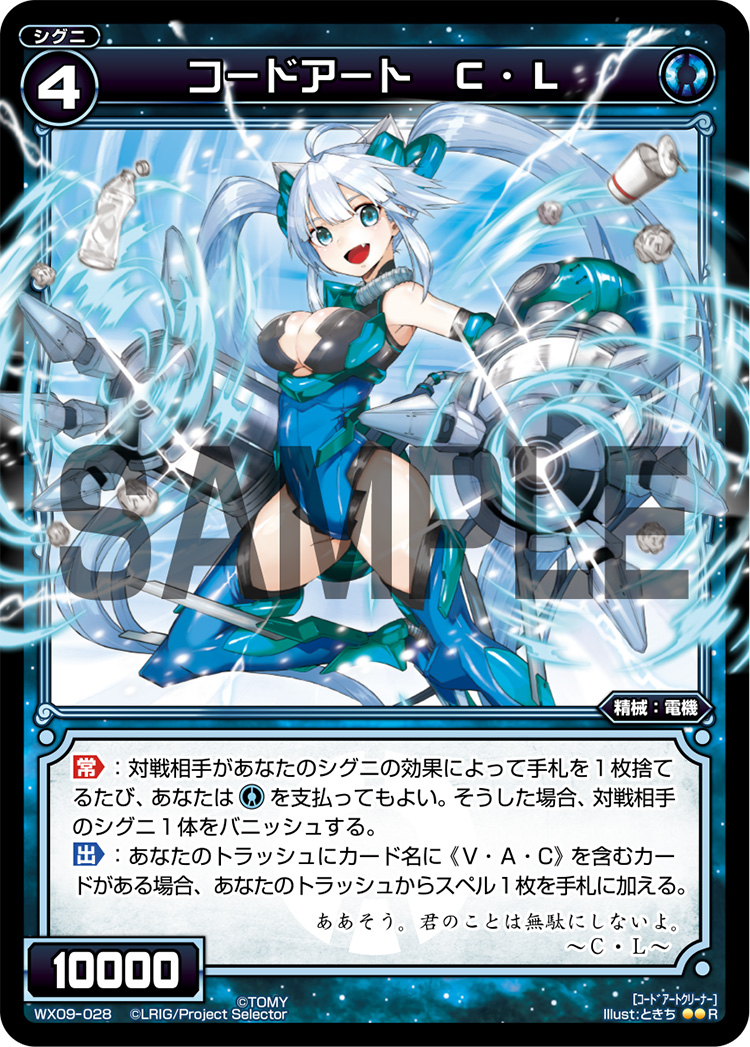 シグニ
4
コードアート C・L
SAMPLE
精械：電機
常：対戦相手があなたのシグニの効果によって手札を１枚捨て
るたび、あなたは を支払ってもよい。そうした場合、対戦相手
のシグニ１体をバニッシュする。
出：あなたのトラッシュにカード名に《Ｖ・Ａ・Ｃ》を含むカー
ドがある場合、あなたのトラッシュからスペル１枚を手札に加える。
ああそう。君のことは無駄にしないよ。
～Ｃ・Ｌ～
10000
[コードアートクリーナー]
©TOMY
WX09-028 ©LRIG/Project Selector
Illust:ときち R